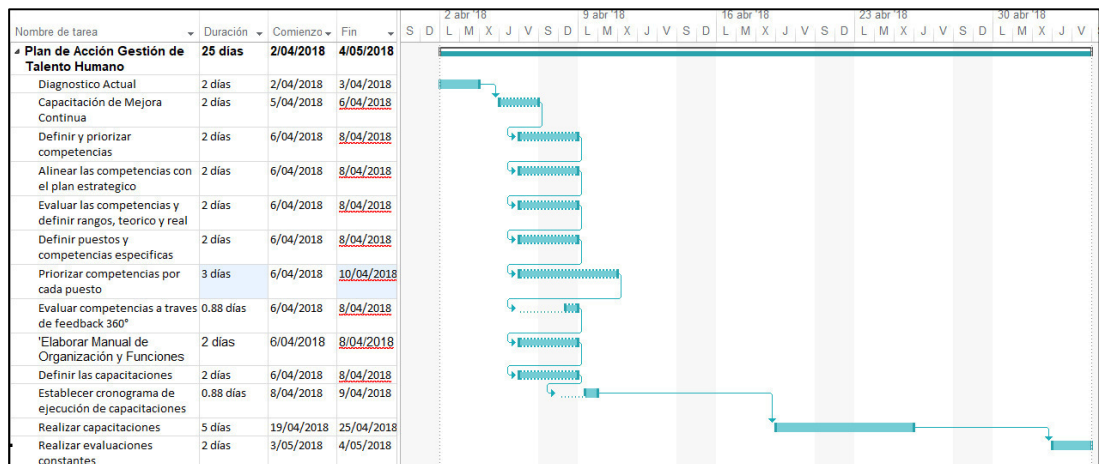 2 abr '18 9 abr '18 16 abr '18 23 abr '18 30 abr '18
Nombre de tarea Duración Comienzo Fin S D L M X J V S D L M X J V S D L M X J V S D L M X J V S D L M X J V S
Plan de Acción Gestión de 25 días 2/04/2018 4/05/2018
Talento Humano
Diagnostico Actual 2 días 2/04/2018 3/04/2018
Capacitación de Mejora 2 días 5/04/2018 6/04/2018
Continua
Definir y priorizar 2 días 6/04/2018 8/04/2018
competencias
Alinear las competencias con 2 días 6/04/2018 8/04/2018
el plan estrategico
Evaluar las competencias y 2 días 6/04/2018 8/04/2018
definir rangos, teorico y real
Definir puestos y 2 días 6/04/2018 8/04/2018
competencias especificas
Priorizar competencias por 3 días 6/04/2018 10/04/2018
cada puesto
Evaluar competencias a traves 0.88 días 6/04/2018 8/04/2018
de feedback 360°
'Elaborar Manual de 2 días 6/04/2018 8/04/2018
Organización y Funciones
Definir las capacitaciones 2 días 6/04/2018 8/04/2018
Establecer cronograma de 0.88 días 8/04/2018 9/04/2018
ejecución de capacitaciones
Realizar capacitaciones 5 días 19/04/2018 25/04/2018
Realizar evaluaciones 2 días 3/05/2018 4/05/2018
constantes